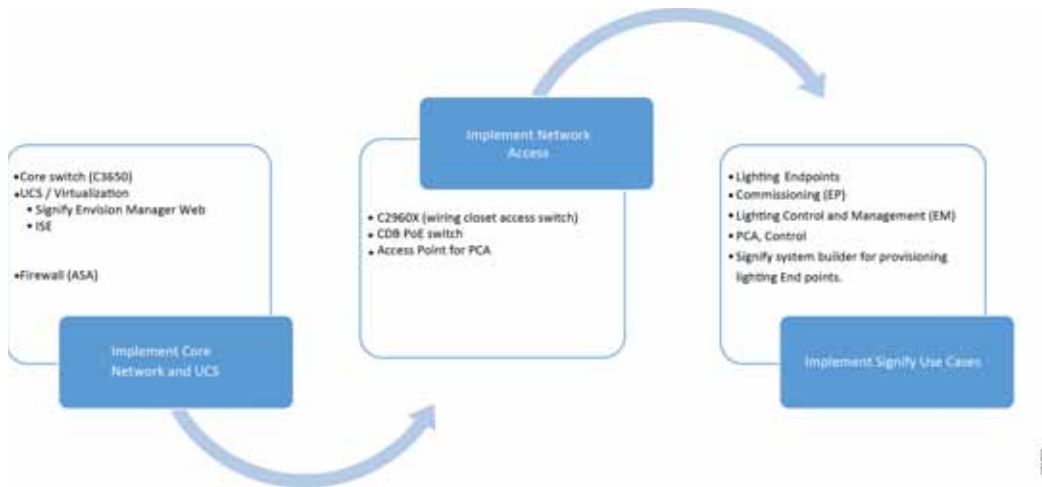 •Core switch (C3650)
•UCS / Virtualization
• Signify Envision Manager Web
• ISE
•Firewall (ASA)
Implement Core
Network and UCS
Implement Network
Access
• C2960X (wiring closet access switch)
• CDB PoE switch
• Access Point for PCA
• Lighting Endpoints
• Commissioning (EP)
• Lighting Control and Management (EM)
• PCA, Control
• Signify system builder for provisioning
lighting End points.
Implement Signify Use Cases